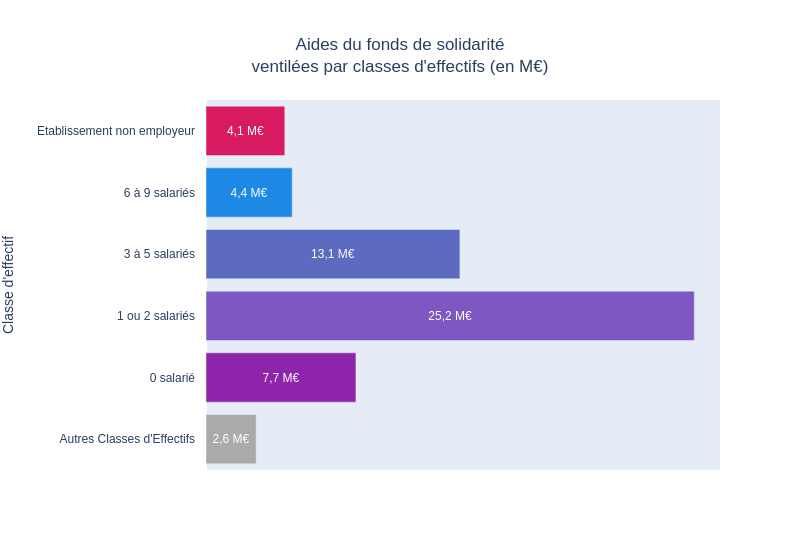 Aides du fonds de solidarité
ventilées par classes d'effectifs (en M€)
Classe d'effectif
Etablissement non employeur
4,1 M€
6 à 9 salariés
4,4 M€
3 à 5 salariés
13,1 M€
1 ou 2 salariés
25,2 M€
0 salarié
7,7 M€
Autres Classes d'Effectifs
2,6 M€